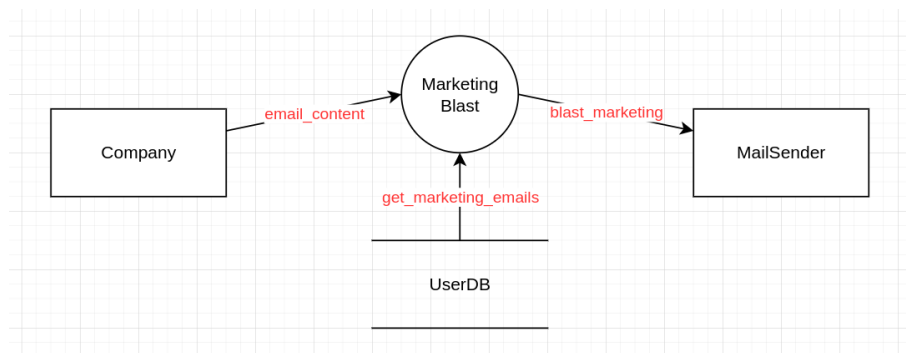 Marketing
Blast
email_content
blast_marketing
Company
MailSender
get_marketing_emails
UserDB